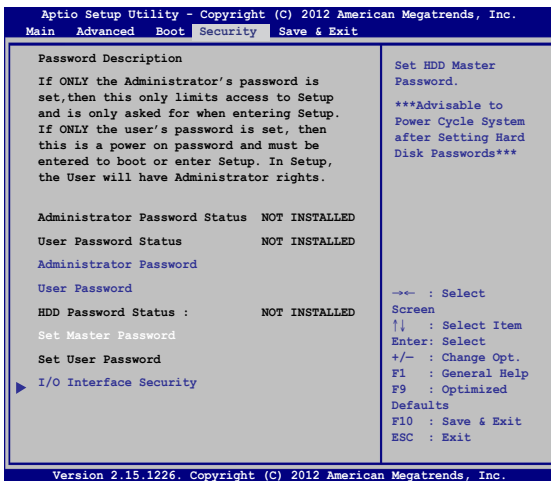 Aptio Setup Utility - Copyright (C) 2012 American Megatrends, Inc.
Main Advanced Boot Security Save & Exit
Password Description
If ONLY the Administrator's password is
set,then this only limits access to Setup
and is only asked for when entering Setup.
If ONLY the user's password is set, then
this is a power on password and must be
entered to boot or enter Setup. In Setup,
the User will have Administrator rights.
Administrator Password Status NOT INSTALLED
User Password Status NOT INSTALLED
Administrator Password
User Password
HDD Password Status : NOT INSTALLED
Set Master Password
Set User Password
I/O Interface Security
Set HDD Master
Password.
***Advisable to
Power Cycle System
after Setting Hard
Disk Passwords***
→← : Select
Screen
↑↓ : Select Item
Enter: Select
+/— : Change Opt.
F1 : General Help
F9 : Optimized
Defaults
F10 : Save & Exit
ESC : Exit
Version 2.15.1226. Copyright (C) 2012 American Megatrends, Inc.